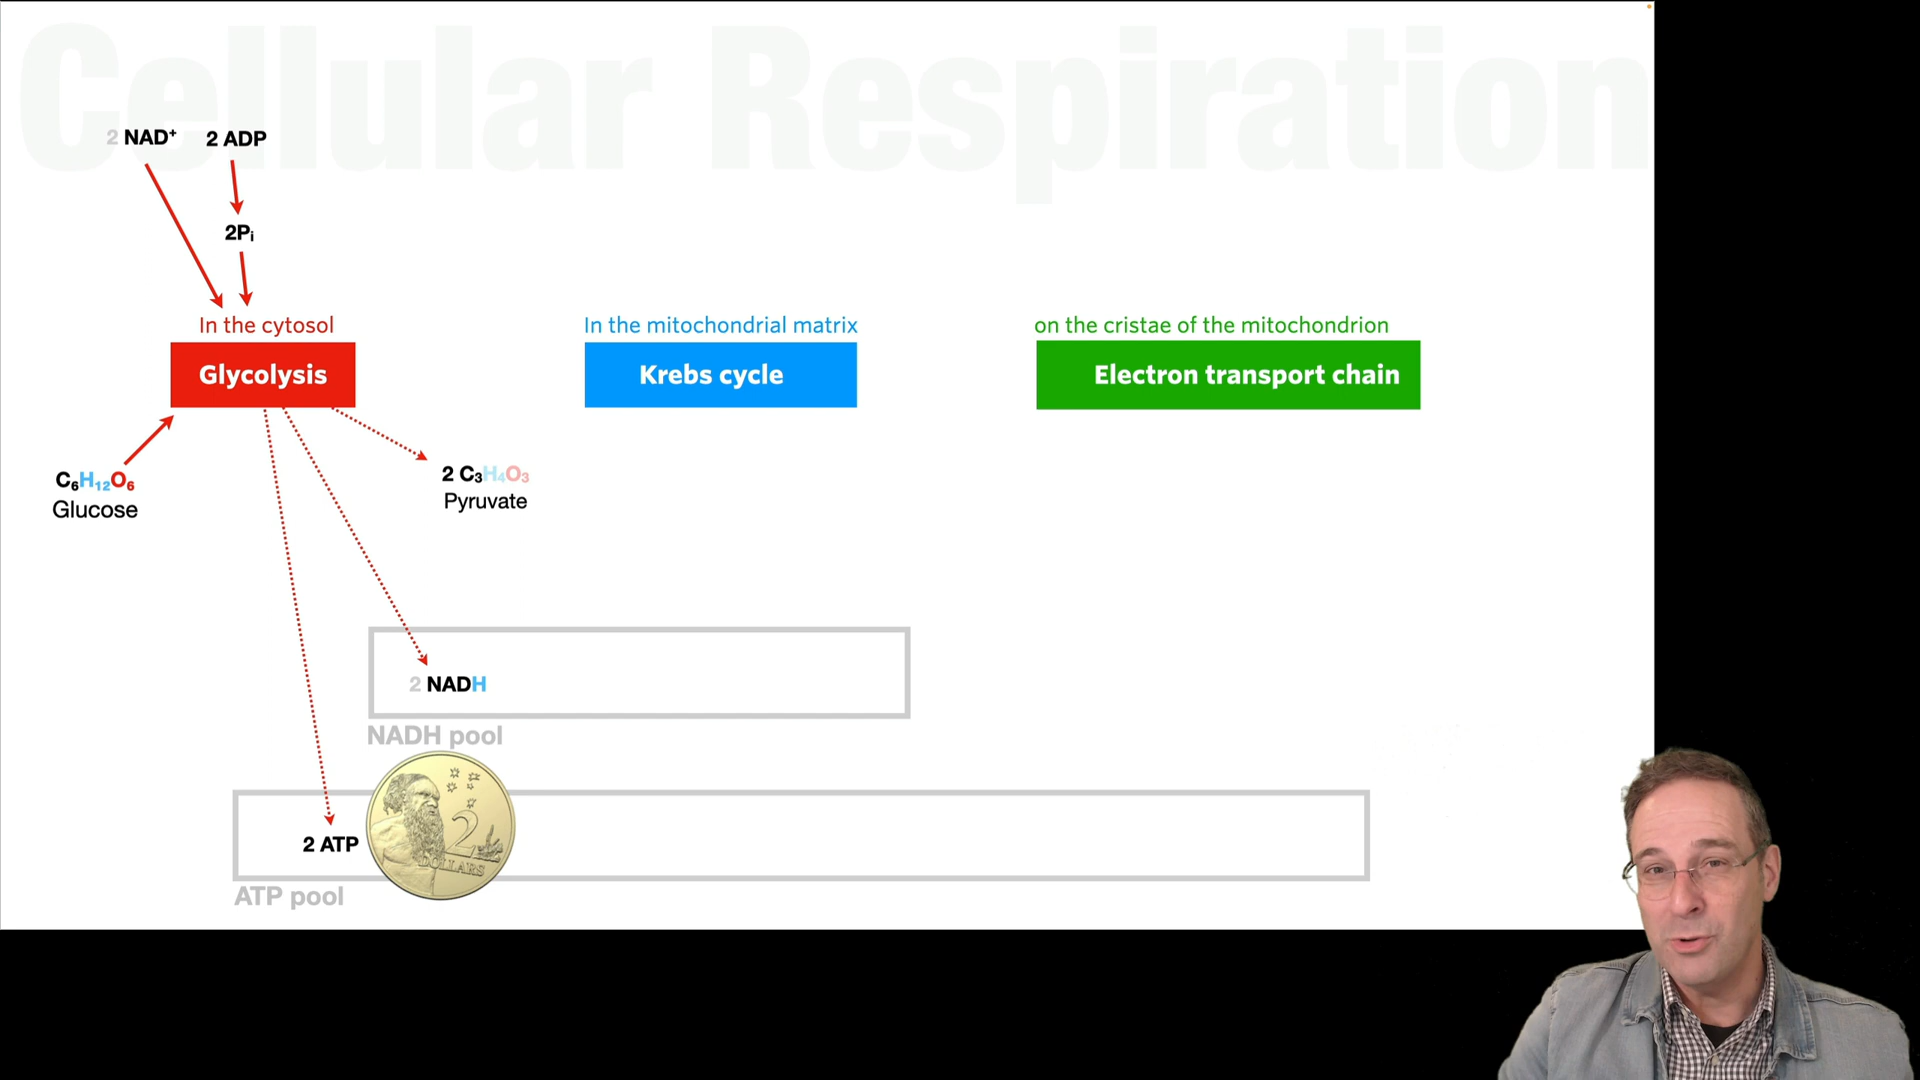 Cellular Respiration
2 NAD⁺ 2 ADP
2Pᵢ
In the cytosol
Glycolysis
In the mitochondrial matrix
Krebs cycle
on the cristae of the mitochondrion
Electron transport chain
C₆H₁₂O₆
Glucose
2 C₃H₄O₃
Pyruvate
2 NADH
NADH pool
2 ATP
2
DOLLARS
ATP pool